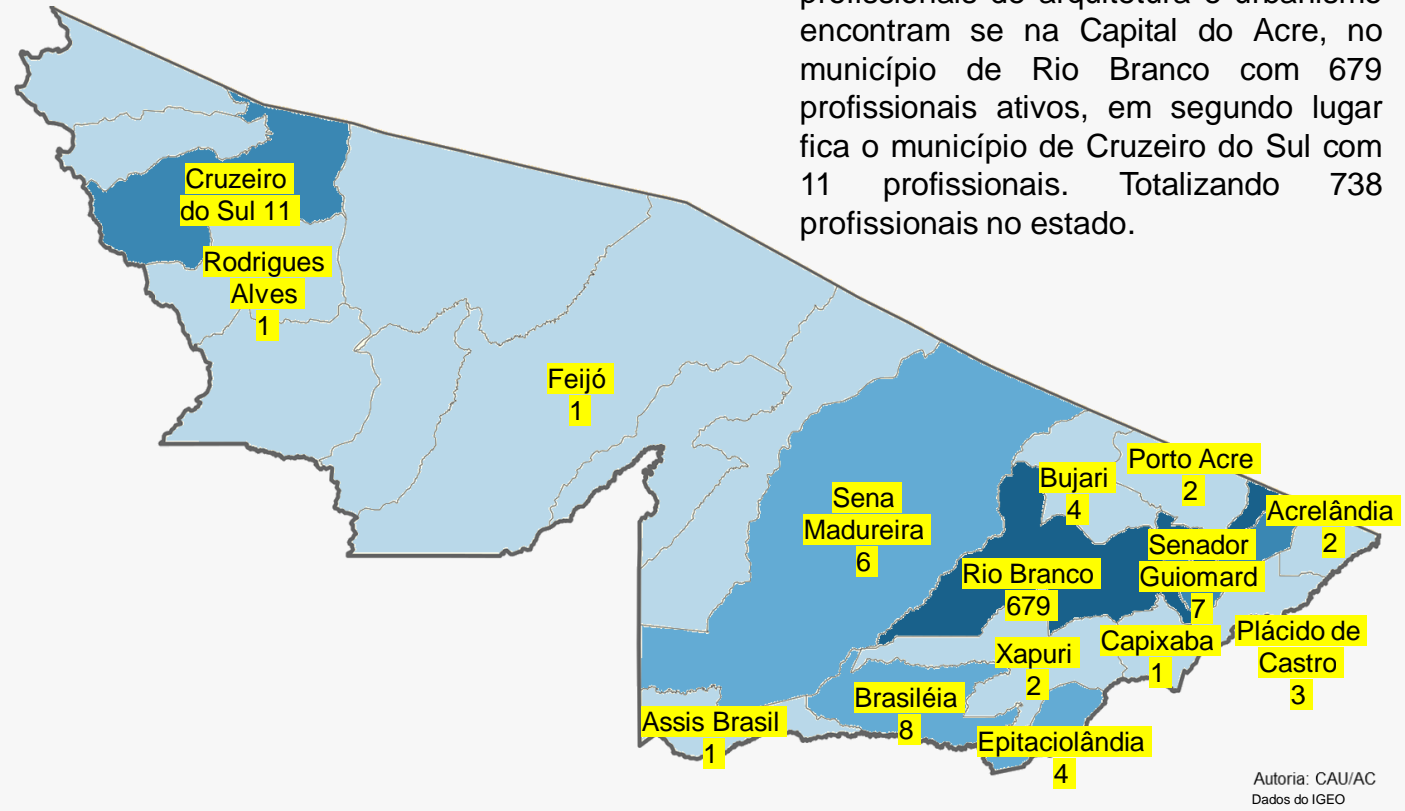 profissionais de arquitetura e urbanismo
encontram se na Capital do Acre, no
município de Rio Branco com 679
profissionais ativos, em segundo lugar
fica o município de Cruzeiro do Sul com
11 profissionais. Totalizando 738
profissionais no estado.
Cruzeiro
do Sul 11
Rodrigues
Alves
1
Feijó
1
Sena
Madureira
6
Bujari
4
Porto Acre
2
Acrelândia
2
Rio Branco
679
Senador
Guiomard
7
Plácido de
Castro
3
Capixaba
1
Xapuri
2
Brasiléia
8
Assis Brasil
1
Epitaciolândia
4
Autoria: CAU/AC
Dados do IGEO